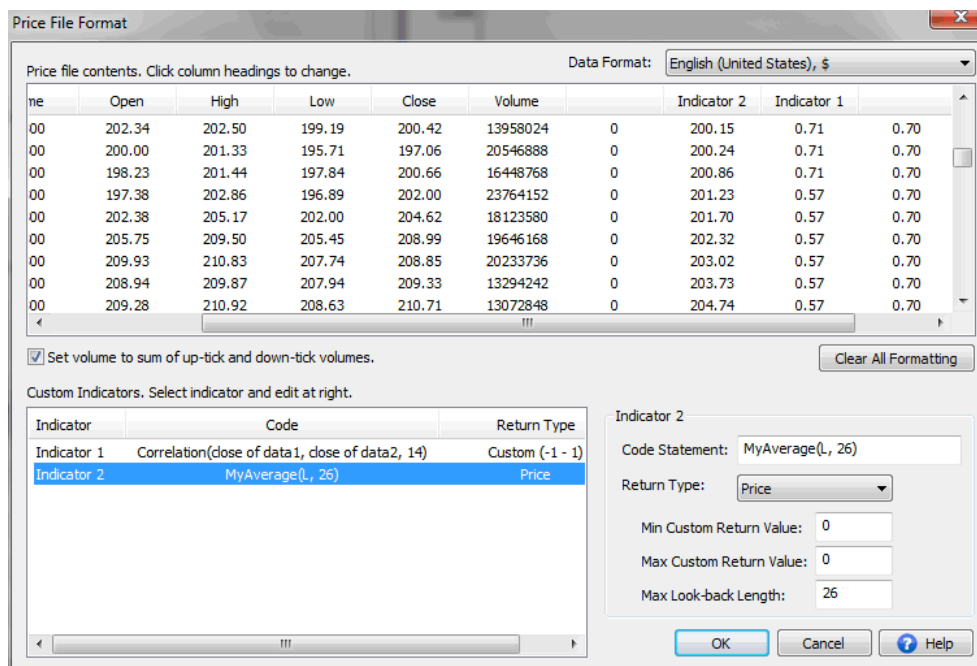 Price File Format
Data Format: English (United States), $
Price file contents. Click column headings to change.
me Open High Low Close Volume Indicator 2 Indicator 1
00 202.34 202.50 199.19 200.42 13958024 0 200.15 0.71 0.70
00 200.00 201.33 195.71 197.06 20546888 0 200.24 0.71 0.70
00 198.23 201.44 197.84 200.66 16448768 0 200.86 0.71 0.70
00 197.38 202.86 196.89 202.00 23764152 0 201.23 0.57 0.70
00 202.38 205.17 202.00 204.62 18123580 0 201.70 0.57 0.70
00 205.75 209.50 205.45 208.99 19646168 0 202.32 0.57 0.70
00 209.93 210.83 207.74 208.85 20233736 0 203.02 0.57 0.70
00 208.94 209.87 207.94 209.33 13294242 0 203.73 0.57 0.70
00 209.28 210.92 208.63 210.71 13072848 0 204.74 0.57 0.70
Set volume to sum of up-tick and down-tick volumes.
Clear All Formatting
Custom Indicators. Select indicator and edit at right.
Indicator Code Return Type
Indicator 1 Correlation(close of data1, close of data2, 14) Custom (-1 - 1)
Indicator 2 MyAverage(L, 26) Price
Indicator 2
Code Statement: MyAverage(L, 26)
Return Type: Price
Min Custom Return Value: 0
Max Custom Return Value: 0
Max Look-back Length: 26
OK Cancel Help